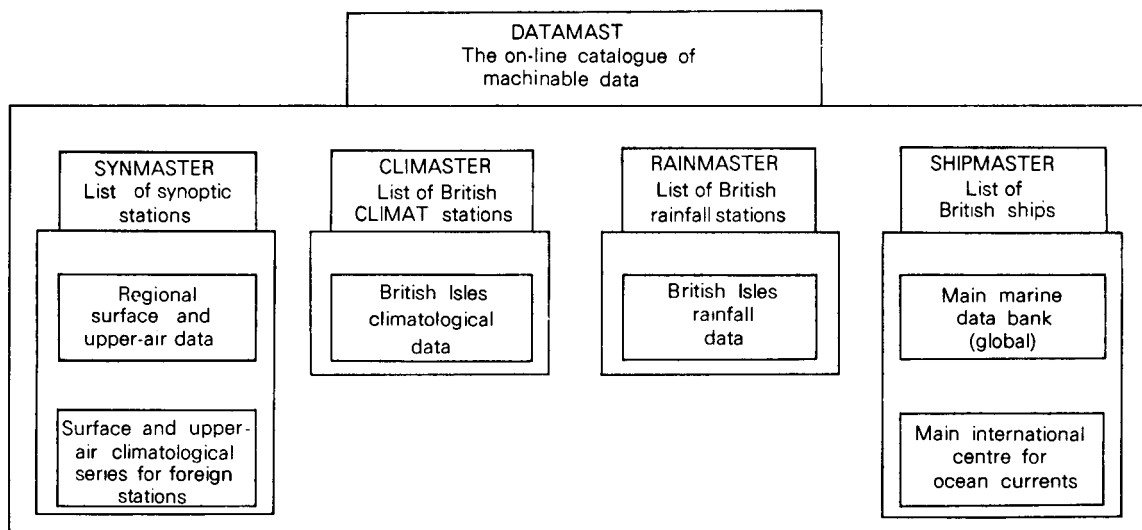 DATAMAST
The on-line catalogue of
machinable data
SYNMASTER
List of synoptic
stations
Regional
surface and
upper-air data
Surface and upper-
air climatological
series for foreign
stations
CLIMASTER
List of British
CLIMAT stations
British Isles
climatological
data
RAINMASTER
List of British
rainfall stations
British Isles
rainfall
data
SHIPMASTER
List of
British ships
Main marine
data bank
(global)
Main international
centre for
ocean currents